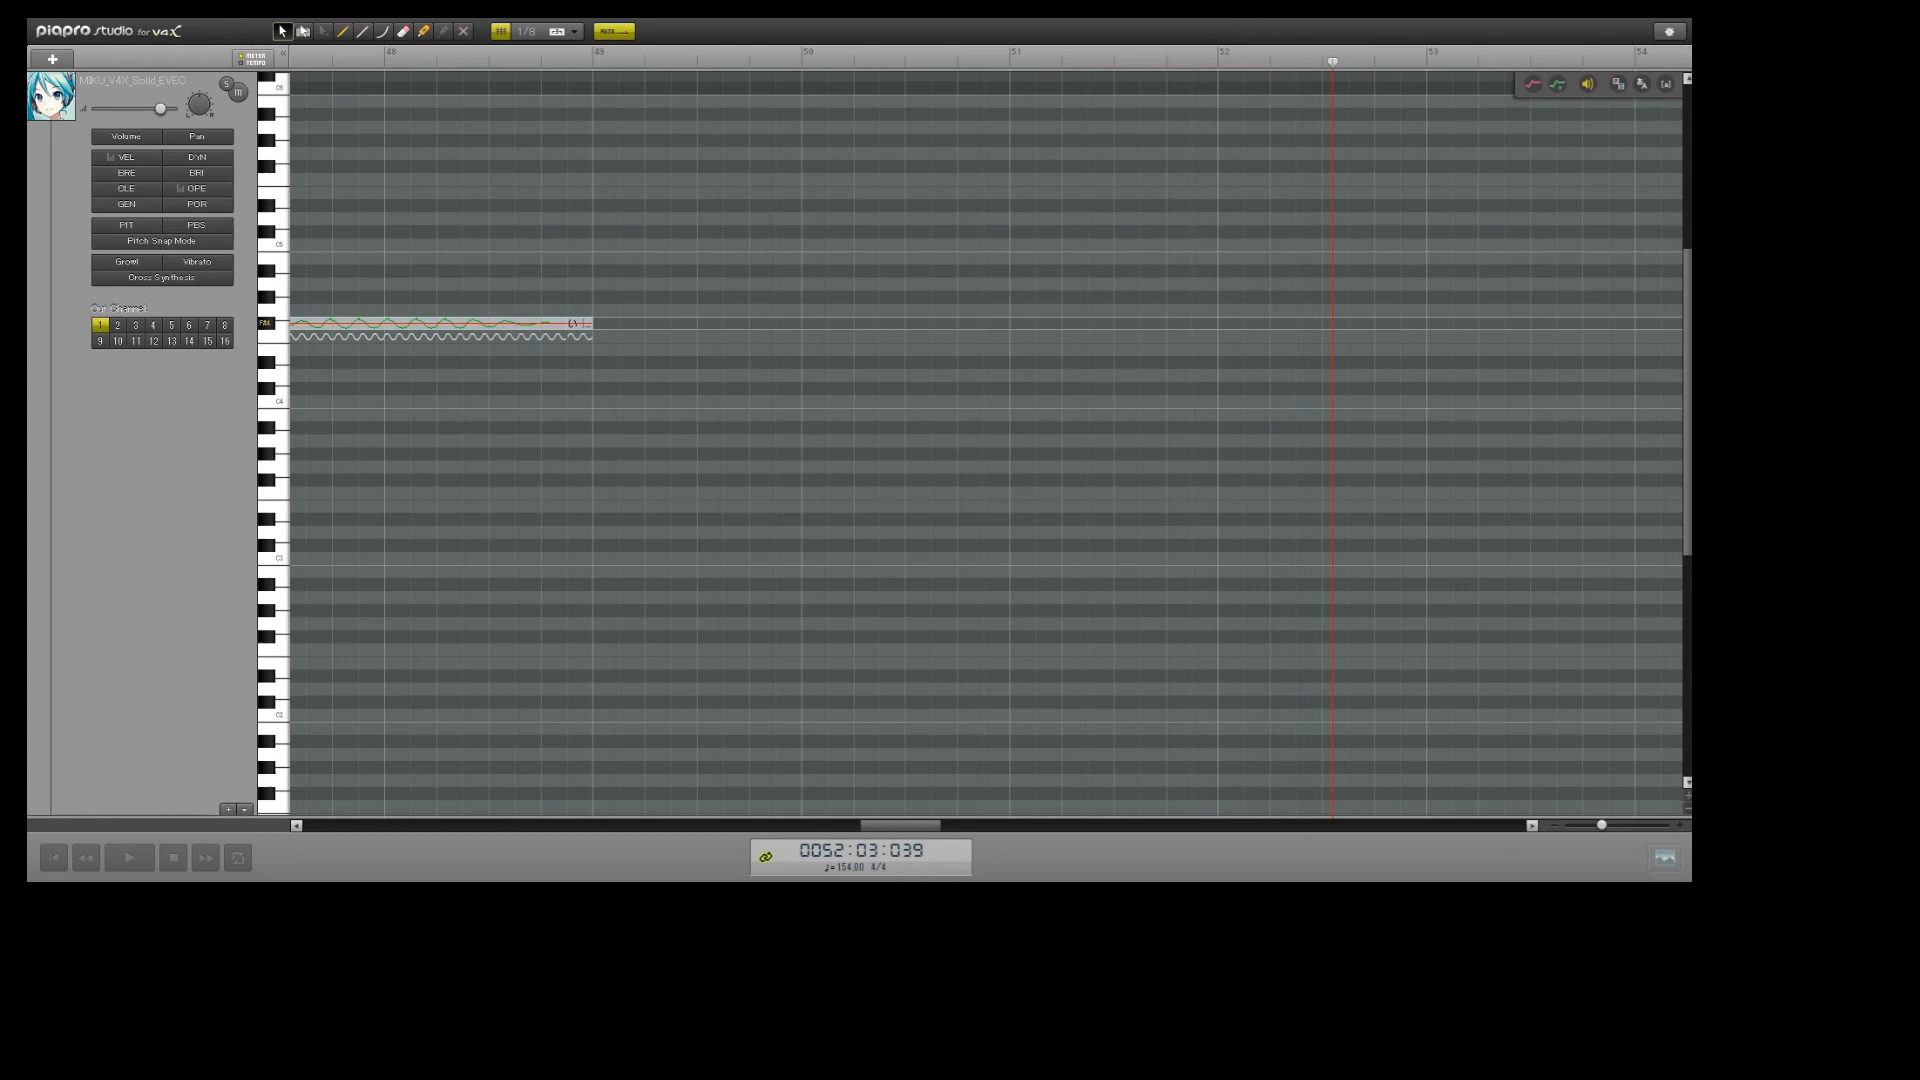 piapro studio for V4X
1/8
AUTO
METER
TEMPO
48 49 50 51 52 53 54
MIKU_V4X_Solid_EVEC
S
m
L R
Volume Pan
VEL DYN
BRE BRI
CLE OPE
GEN POR
PIT PBS
Pitch Snap Mode
Growl Vibrato
Cross Synthesis
Out Channel
1 2 3 4 5 6 7 8
9 10 11 12 13 14 15 16
C6
C5
F#4
C4
C3
C2
0052:03:039
♩=154.00 4/4